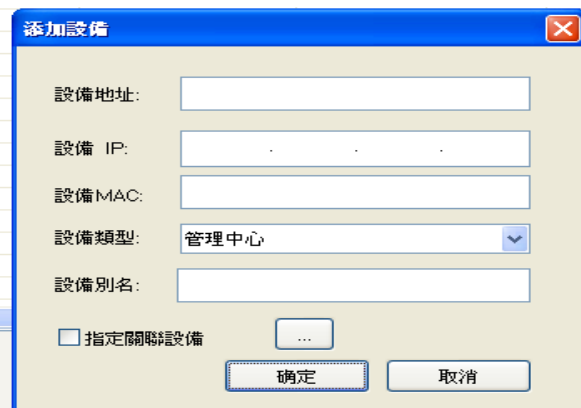 添加設備
設備地址:
設備 IP: . . .
設備MAC:
設備類型: 管理中心
設備別名:
指定關聯設備 ...
确定 取消